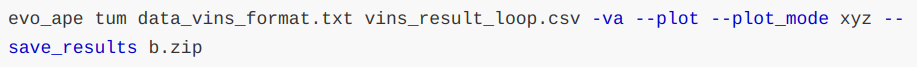 evo_ape tum data_vins_format.txt vins_result_loop.csv -va --plot --plot_mode xyz --
save_results b.zip